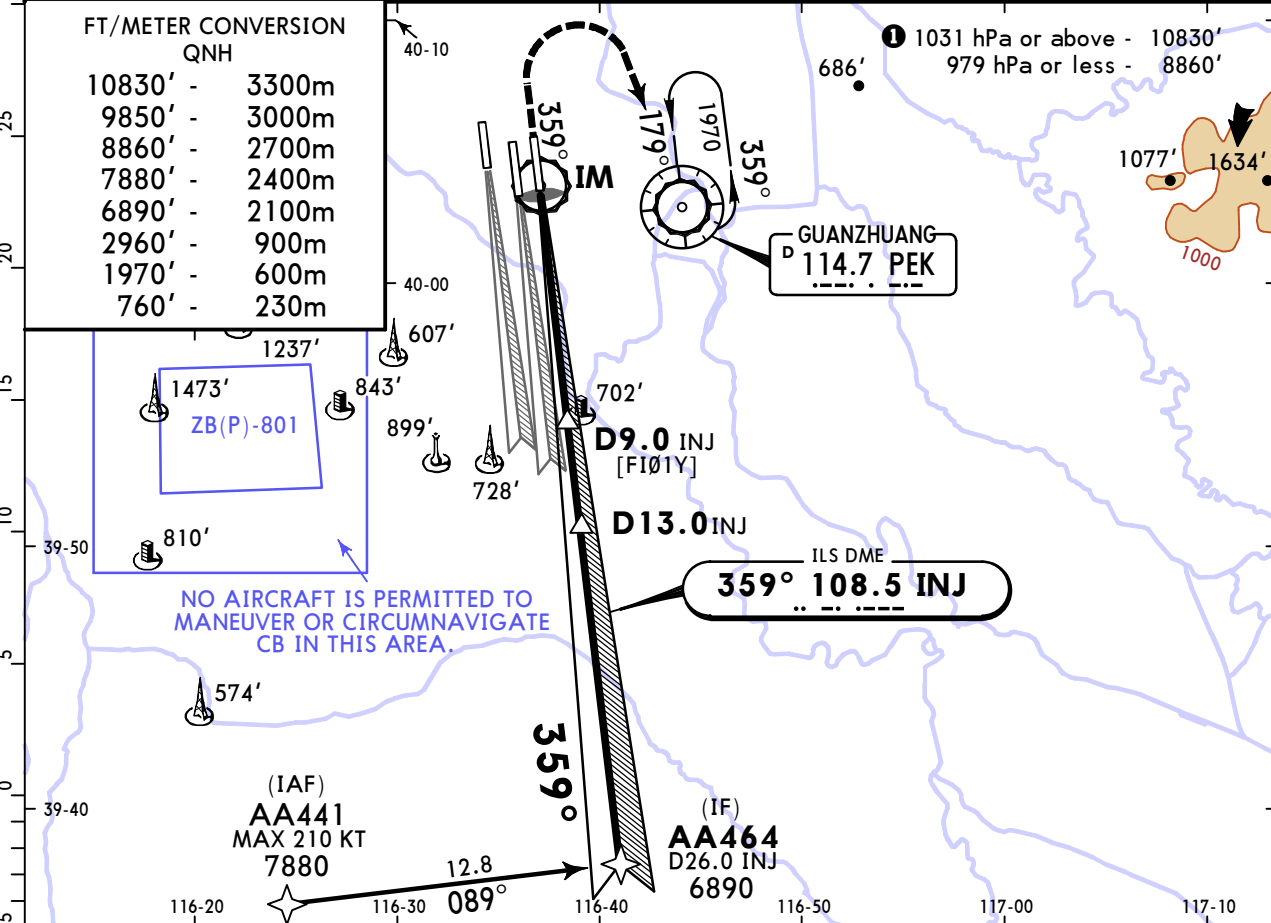 FT/METER CONVERSION
QNH
10830' - 3300m
9850' - 3000m
8860' - 2700m
7880' - 2400m
6890' - 2100m
2960' - 900m
1970' - 600m
760' - 230m
40-10
❶ 1031 hPa or above - 10830'
979 hPa or less - 8860'
686'
25
359°
179°
1970
359°
1077'
1634'
IM
GUANZHUANG
D 114.7 PEK
1000
20
40-00
607'
1237'
15
1473'
843'
ZB(P)-801
899'
702'
D9.0 INJ
[FIØ1Y]
728'
10
39-50
810'
D13.0 INJ
ILS DME
359° 108.5 INJ
NO AIRCRAFT IS PERMITTED TO
MANEUVER OR CIRCUMNAVIGATE
CB IN THIS AREA.
5
574'
359°
0
39-40
(IAF)
AA441
MAX 210 KT
7880
(IF)
AA464
D26.0 INJ
6890
12.8
089°
5
116-20
116-30
116-40
116-50
117-00
117-10